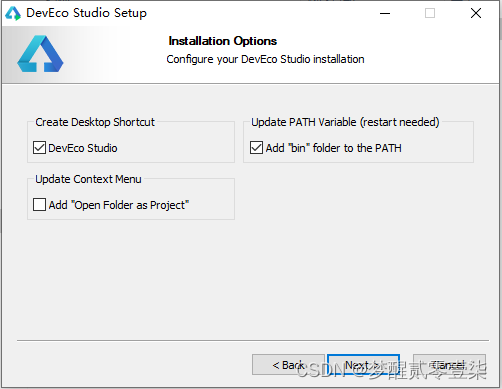 DevEco Studio Setup
Installation Options
Configure your DevEco Studio installation
Create Desktop Shortcut
Update PATH Variable (restart needed)
DevEco Studio
Add "bin" folder to the PATH
Update Context Menu
Add "Open Folder as Project"
< Back
Next >
Cancel
CSDN @梦醒贰零壹柒